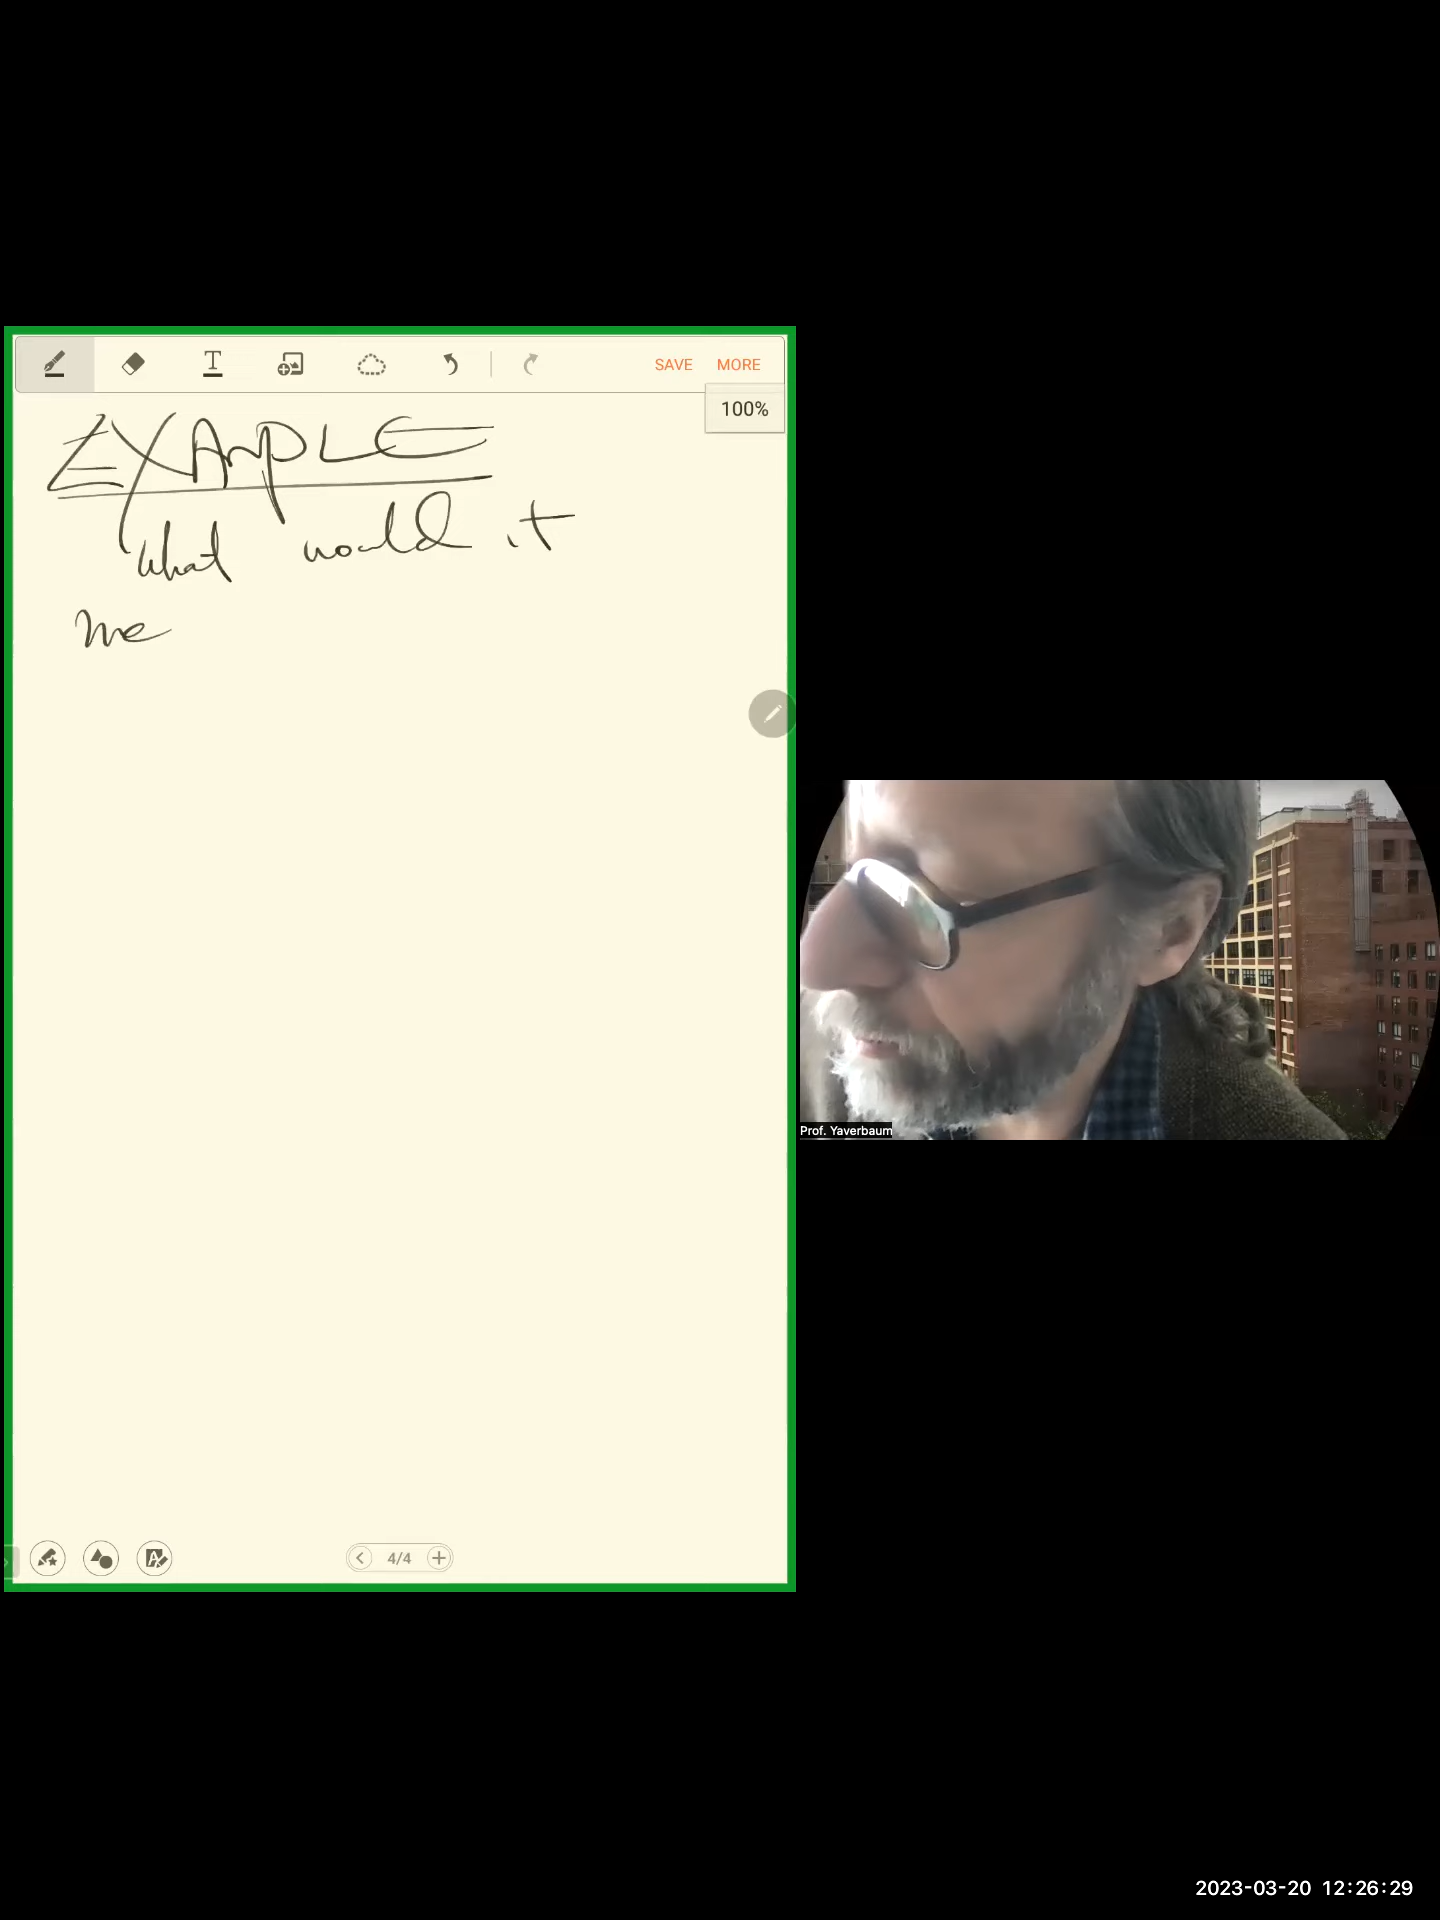 SAVE MORE
100%
EXAMPLE
What would it
me
Prof. Yaverbaum
4/4
2023-03-20 12:26:29